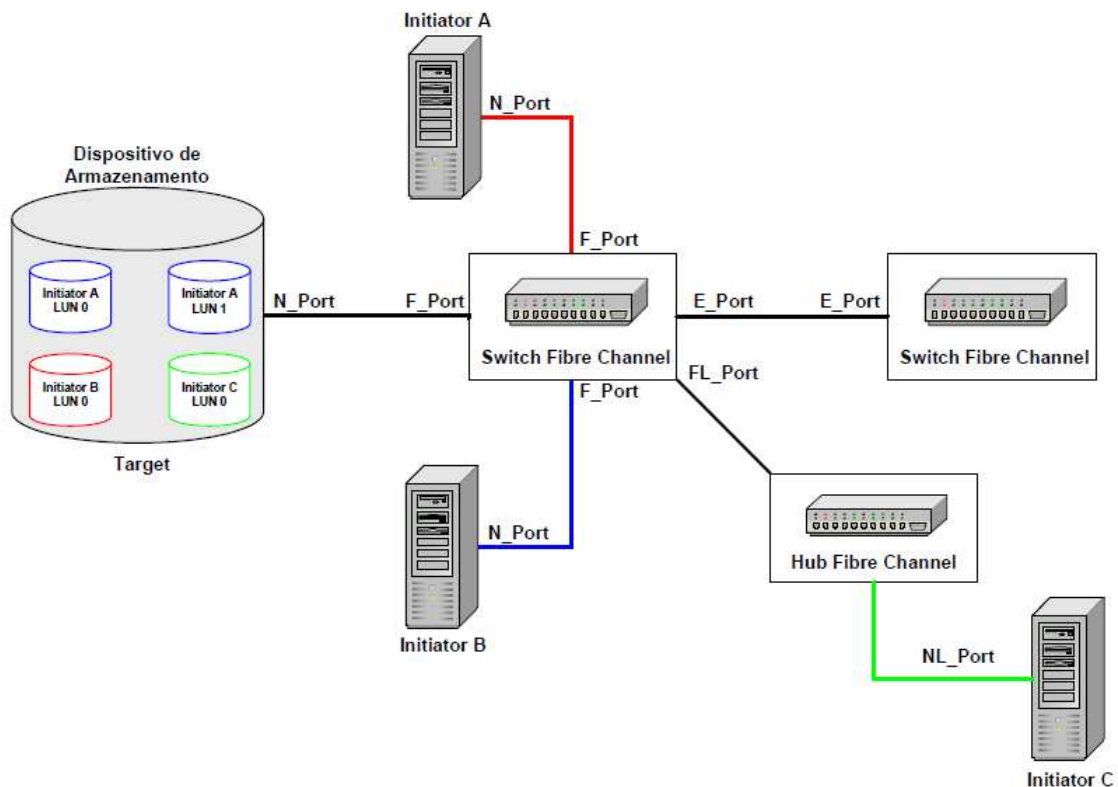 Initiator A
N_Port
Dispositivo de
Armazenamento
F_Port
Initiator A
LUN 0
Initiator A
LUN 1
N_Port
F_Port
E_Port
E_Port
Switch Fibre Channel
Switch Fibre Channel
Initiator B
LUN 0
Initiator C
LUN 0
FL_Port
F_Port
Target
N_Port
Hub Fibre Channel
Initiator B
NL_Port
Initiator C